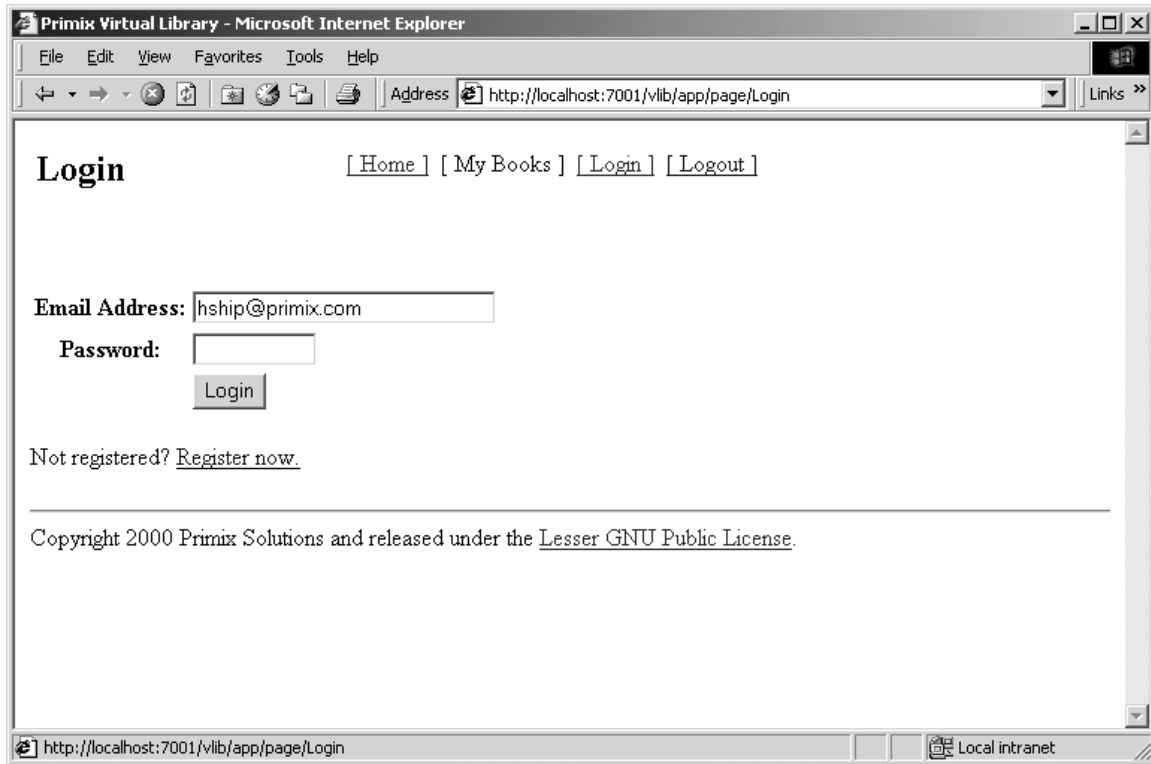 Primix Virtual Library - Microsoft Internet Explorer
File Edit View Favorites Tools Help
Address http://localhost:7001/vlib/app/page/Login Links »
Login [ Home ] [ My Books ] [ Login ] [ Logout ]
Email Address: hship@primix.com
Password:
Login
Not registered? Register now.
Copyright 2000 Primix Solutions and released under the Lesser GNU Public License.
http://localhost:7001/vlib/app/page/Login Local intranet